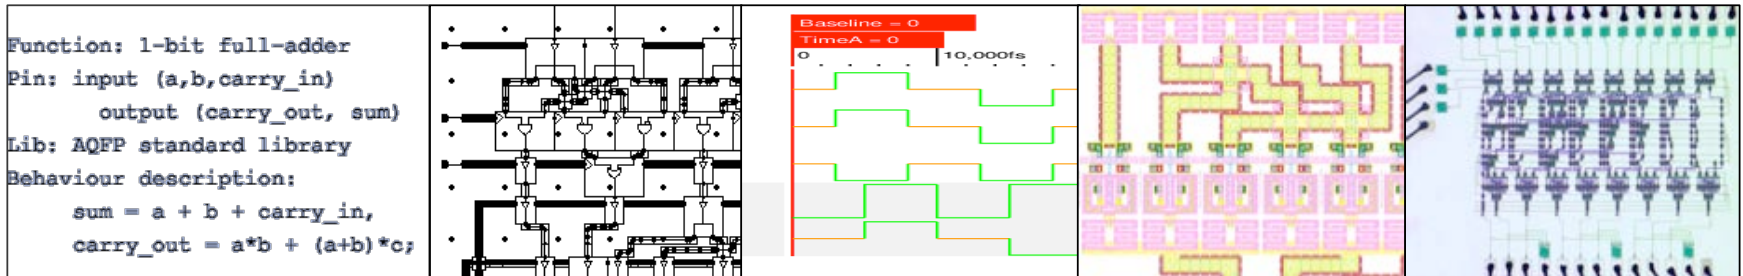 Function: 1-bit full-adder
Pin: input (a,b,carry_in)
output (carry_out, sum)
Lib: AQFP standard library
Behaviour description:
sum = a + b + carry_in,
carry_out = a*b + (a+b)*c;
Baseline = 0
TimeA = 0
0
10,000fs